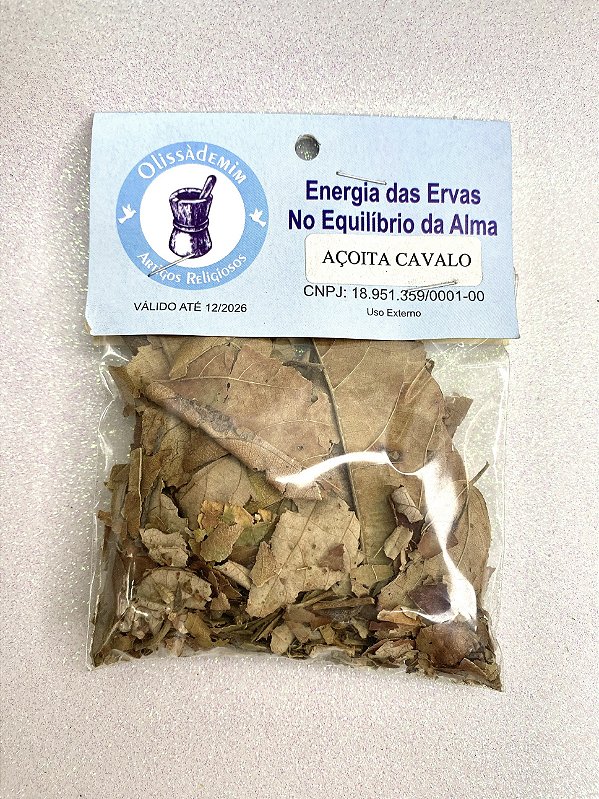 Olissàdemim
Artigos Religiosos
VÁLIDO ATÉ 12/2026
Energia das Ervas
No Equilíbrio da Alma
AÇOITA CAVALO
CNPJ: 18.951.359/0001-00
Uso Externo